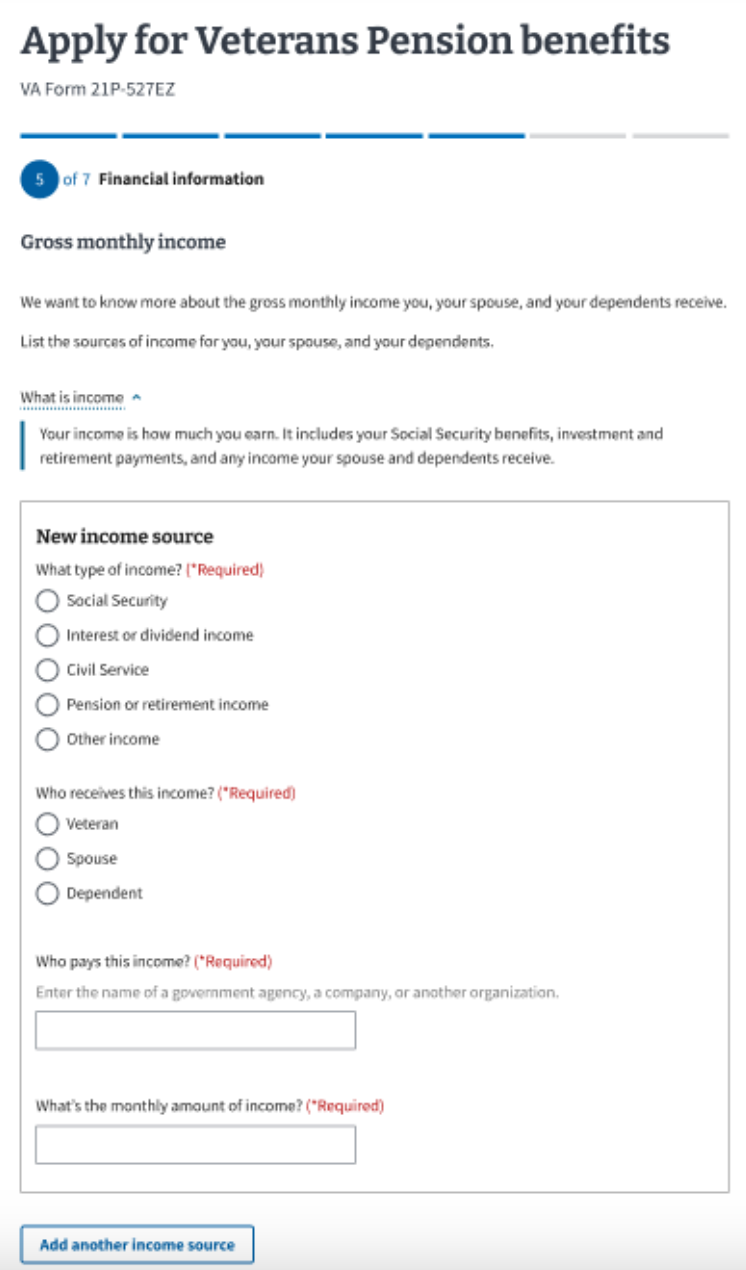 Apply for Veterans Pension benefits
VA Form 21P-527EZ
5 of 7 Financial information
Gross monthly income
We want to know more about the gross monthly income you, your spouse, and your dependents receive.
List the sources of income for you, your spouse, and your dependents.
What is income
Your income is how much you earn. It includes your Social Security benefits, investment and
retirement payments, and any income your spouse and dependents receive.
New income source
What type of income? (*Required)
Social Security
Interest or dividend income
Civil Service
Pension or retirement income
Other income
Who receives this income? (*Required)
Veteran
Spouse
Dependent
Who pays this income? (*Required)
Enter the name of a government agency, a company, or another organization.
What's the monthly amount of income? (*Required)
Add another income source